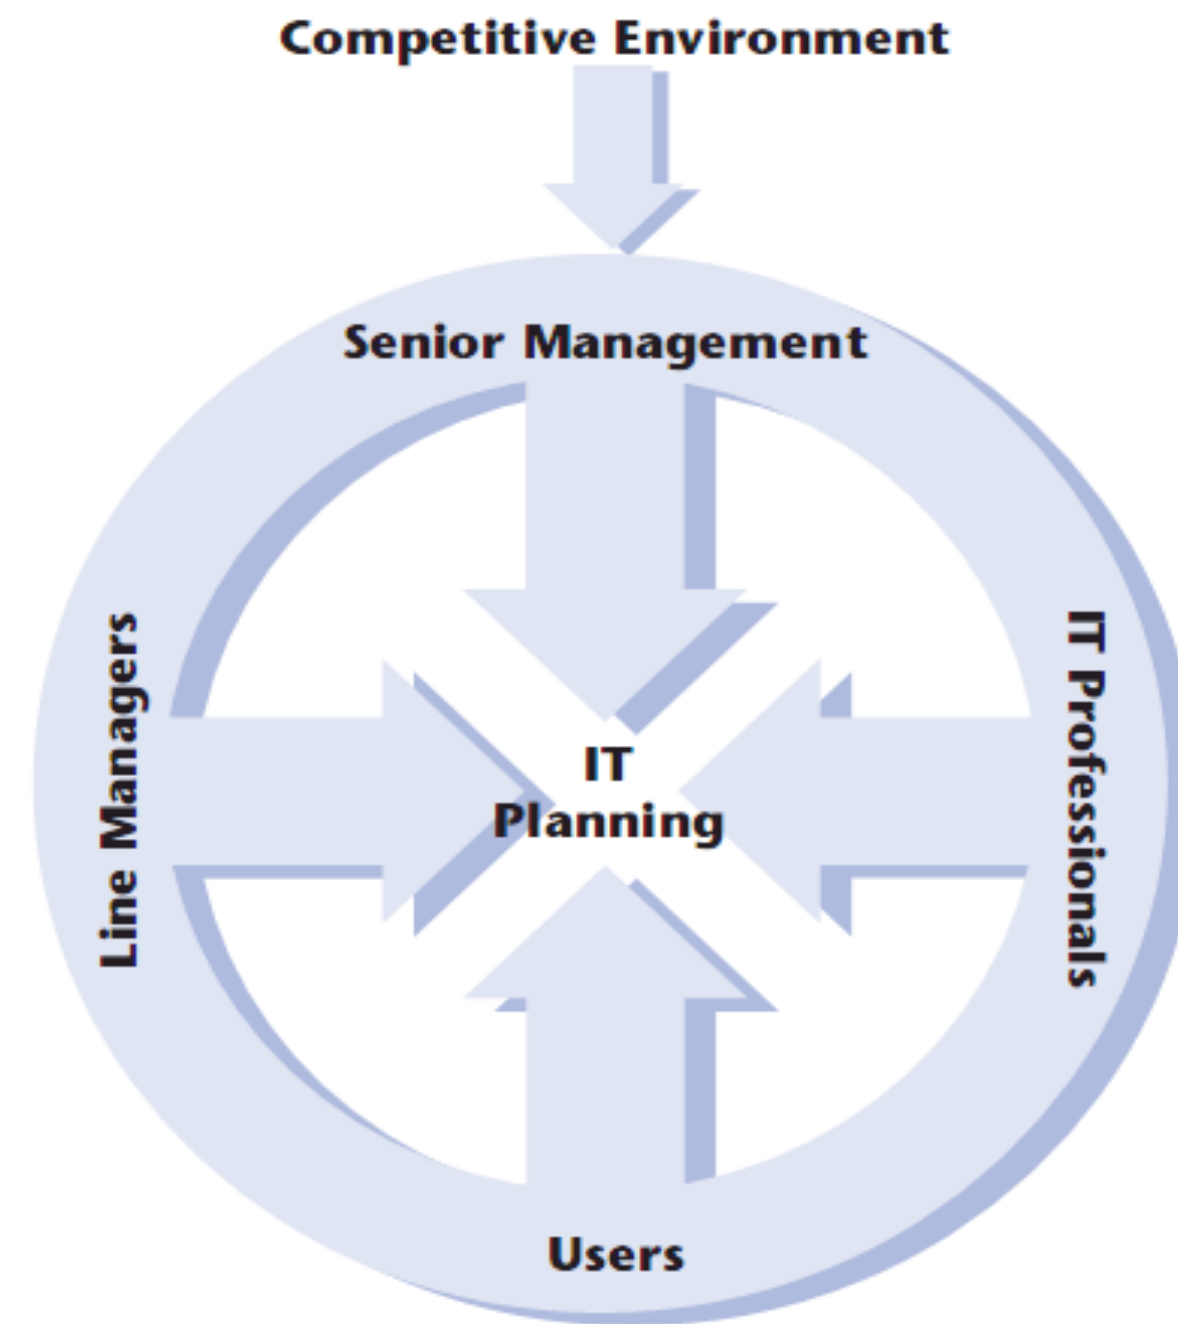 Competitive Environment
Senior Management
Line Managers
IT
Planning
IT Professionals
Users